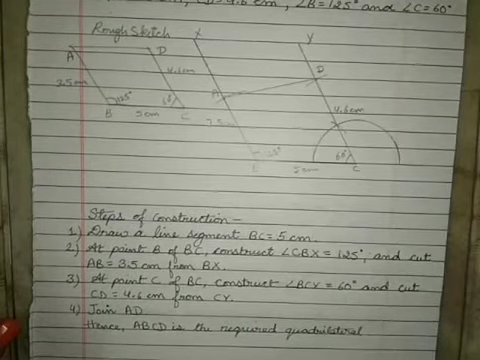 CD = 4.6 cm, ∠B = 125° and ∠C = 60°
Rough Sketch
X
Y
A
D
4.6cm
3.5cm
125°
60°
B
5cm
C
A
D
4.6cm
60°
5cm
C
Steps of construction -
1) Draw a line segment BC = 5 cm.
2) At point B of BC, construct ∠CBX = 125°, and cut
AB = 3.5 cm from BX.
3) At point C of BC, construct ∠BCY = 60° and cut
CD = 4.6 cm from CY.
4) Join AD
Hence, ABCD is the required quadrilateral